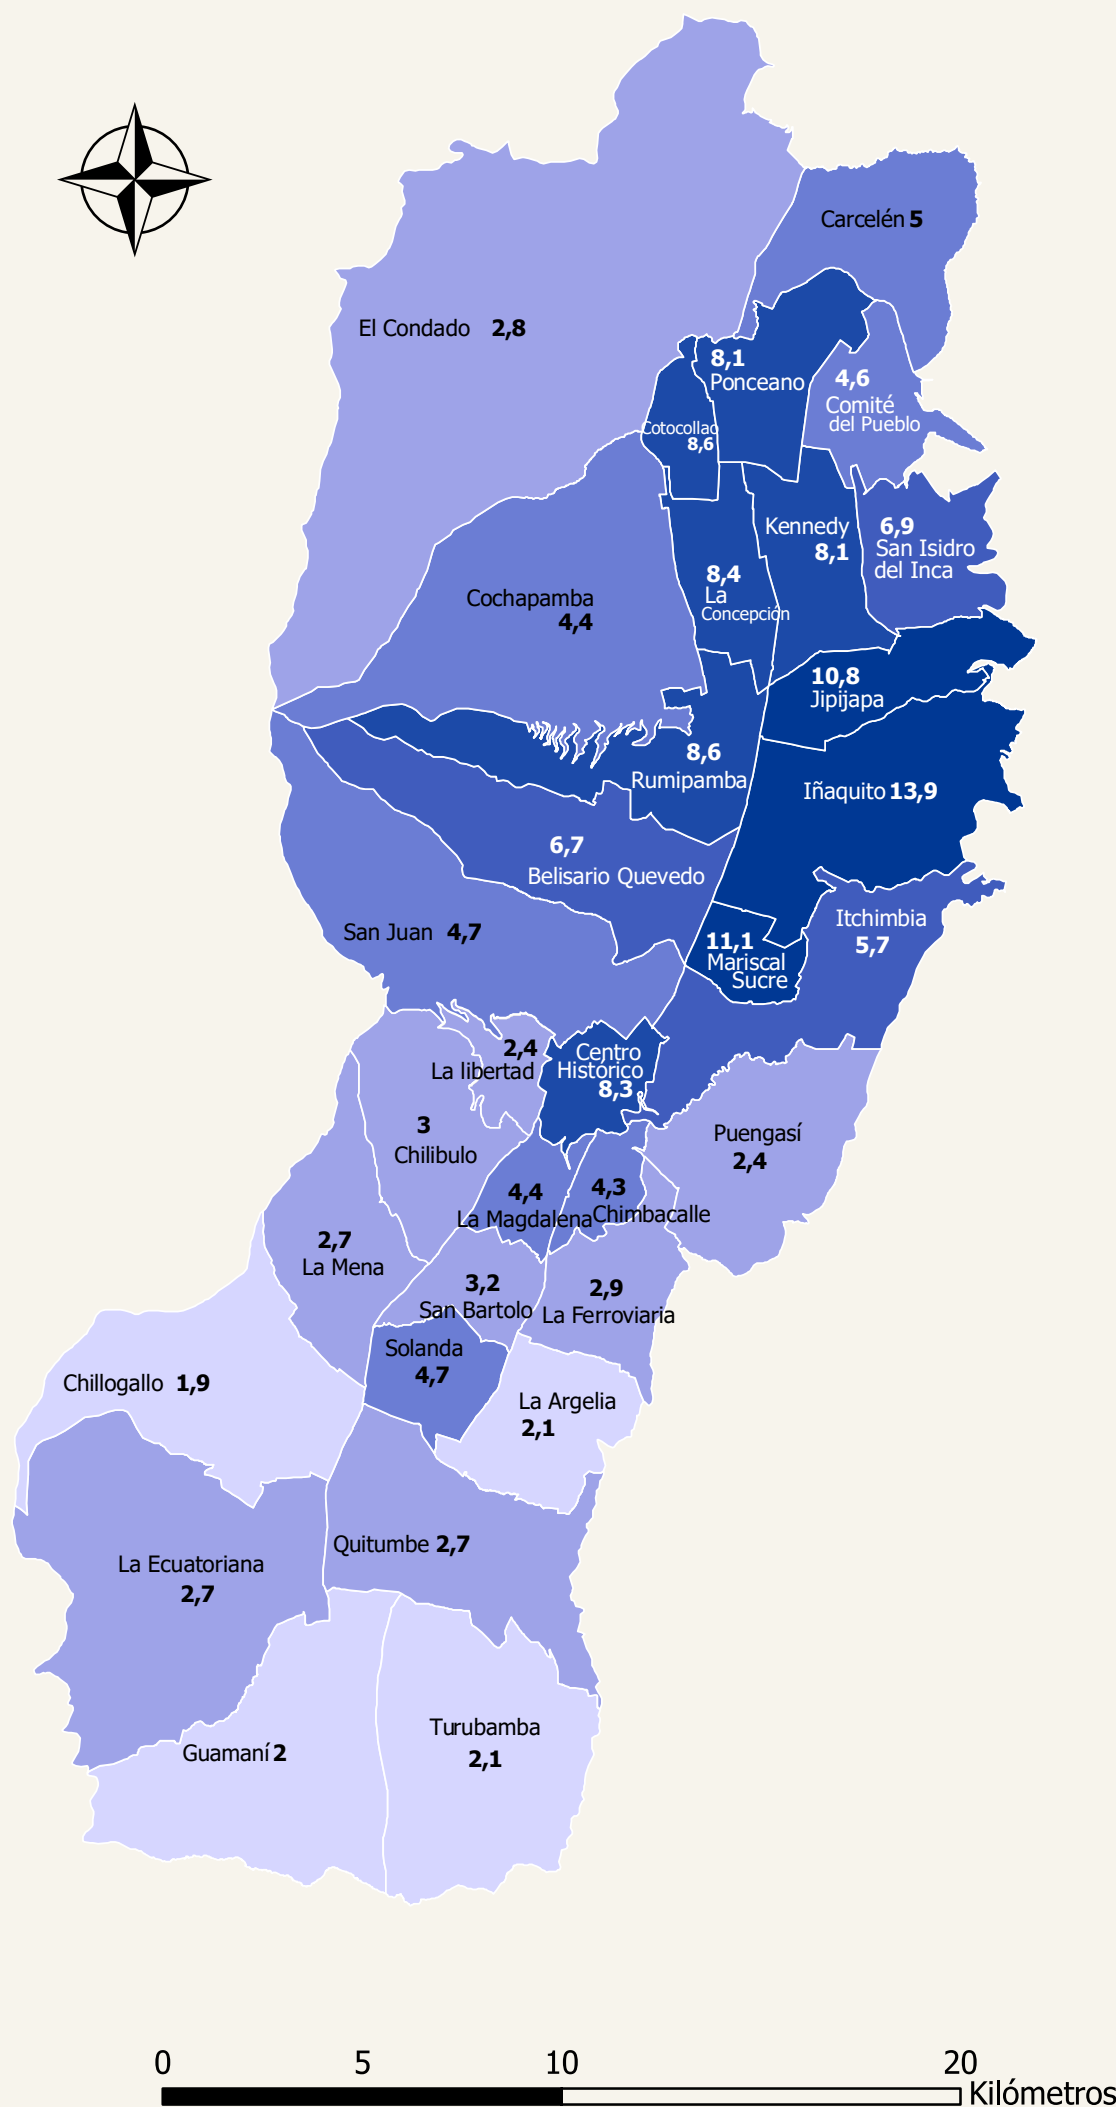 Carcelén 5
El Condado 2,8
8,1
Ponceano
4,6
Comité
del Pueblo
Cotocollao
8,6
Kennedy
8,1
6,9
San Isidro
del Inca
8,4
La
Concepción
Cochapamba
4,4
10,8
Jipijapa
8,6
Rumipamba
Iñaquito 13,9
6,7
Belisario Quevedo
San Juan 4,7
Itchimbia
5,7
11,1
Mariscal
Sucre
2,4
La libertad
Centro
Histórico
8,3
3
Chilibulo
Puengasí
2,4
4,4
La Magdalena
4,3
Chimbacalle
2,7
La Mena
3,2
San Bartolo
2,9
La Ferroviaria
Solanda
4,7
Chillogallo 1,9
La Argelia
2,1
Quitumbe 2,7
La Ecuatoriana
2,7
Turubamba
2,1
Guamaní 2
0 5 10 20
Kilómetros